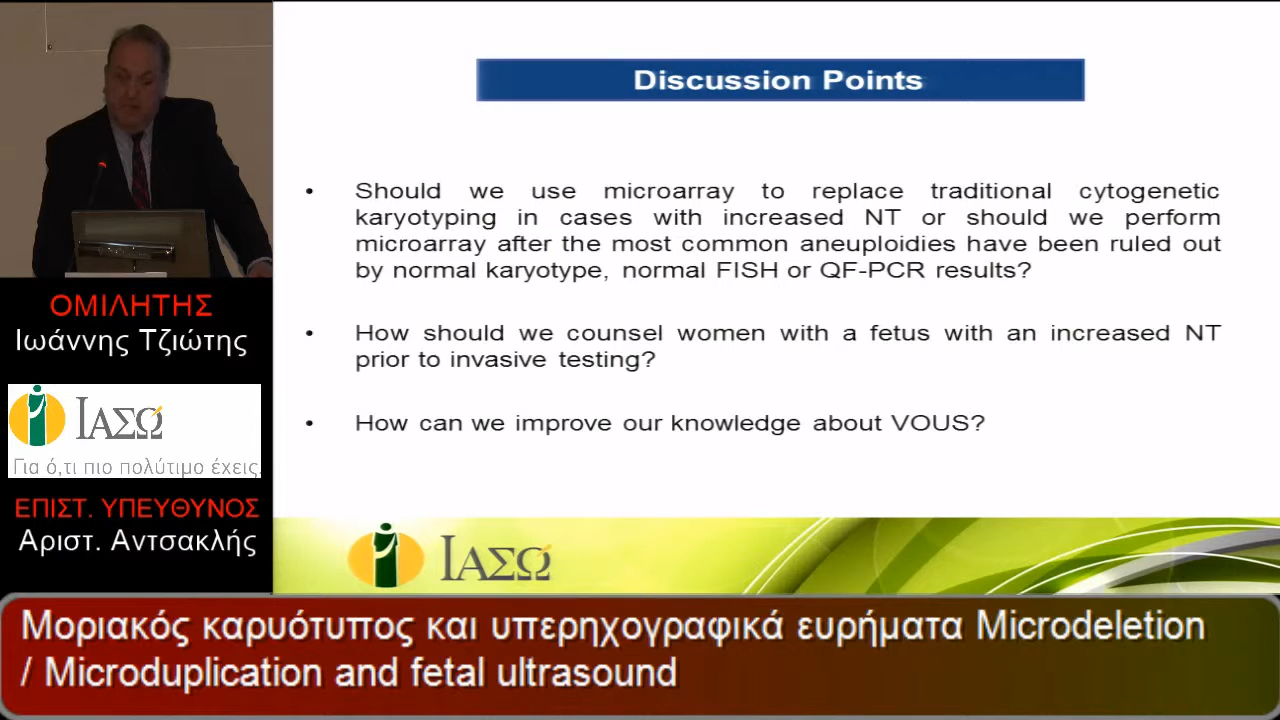 Discussion Points
• Should we use microarray to replace traditional cytogenetic
karyotyping in cases with increased NT or should we perform
microarray after the most common aneuploidies have been ruled out
by normal karyotype, normal FISH or QF-PCR results?
• How should we counsel women with a fetus with an increased NT
prior to invasive testing?
• How can we improve our knowledge about VOUS?
ΙΑΣΩ
ΟΜΙΛΗΤΗΣ
Ιωάννης Τζιώτης
ΙΑΣΩ
Για ό,τι πιο πολύτιμο έχεις.
ΕΠΙΣΤ. ΥΠΕΥΘΥΝΟΣ
Αριστ. Αντσακλής
Μοριακός καρυότυπος και υπερηχογραφικά ευρήματα Microdeletion
/ Microduplication and fetal ultrasound